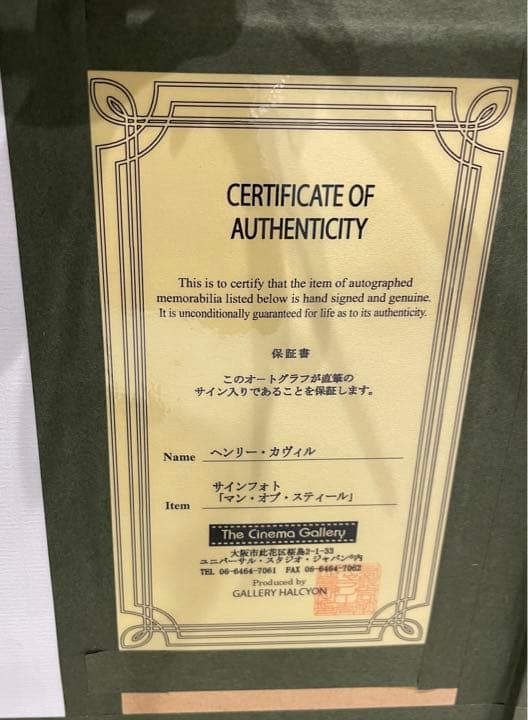 CERTIFICATE OF
AUTHENTICITY
This is to certify that the item of autographed
memorabilia listed below is hand signed and genuine.
It is unconditionally guaranteed for life as to its authenticity.
保証書
このオートグラフが直筆の
サイン入りであることを保証します。
Name ヘンリー・カヴィル
サインフォト
Item 「マン・オブ・スティール」
The Cinema Gallery
大阪市此花区桜島2-1-33
ユニバーサル・スタジオ・ジャパン®内
TEL 06-6464-7061 FAX 06-6464-7062
Produced by
GALLERY HALCYON